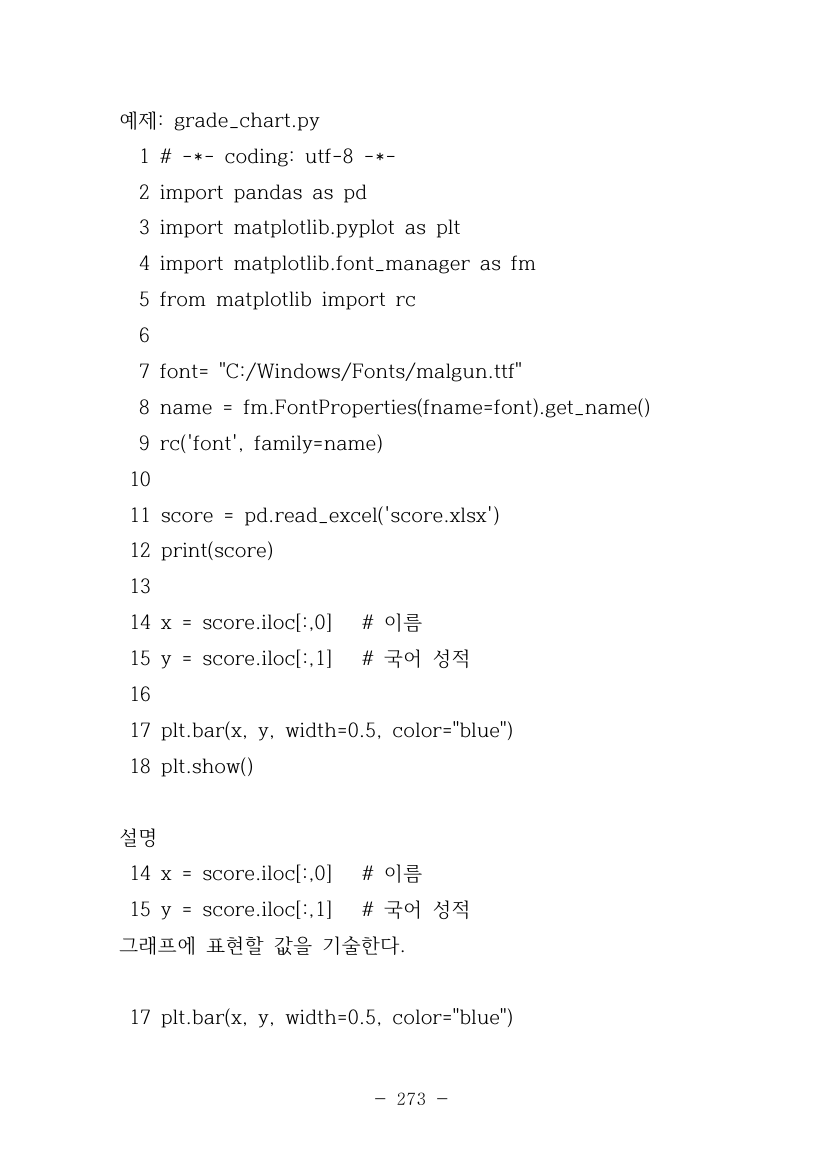 예제: grade_chart.py
1 # -*- coding: utf-8 -*-
2 import pandas as pd
3 import matplotlib.pyplot as plt
4 import matplotlib.font_manager as fm
5 from matplotlib import rc
6
7 font= "C:/Windows/Fonts/malgun.ttf"
8 name = fm.FontProperties(fname=font).get_name()
9 rc('font', family=name)
10
11 score = pd.read_excel('score.xlsx')
12 print(score)
13
14 x = score.iloc[:,0]   # 이름
15 y = score.iloc[:,1]   # 국어 성적
16
17 plt.bar(x, y, width=0.5, color="blue")
18 plt.show()
설명
14 x = score.iloc[:,0]   # 이름
15 y = score.iloc[:,1]   # 국어 성적
그래프에 표현할 값을 기술한다.
17 plt.bar(x, y, width=0.5, color="blue")
- 273 -